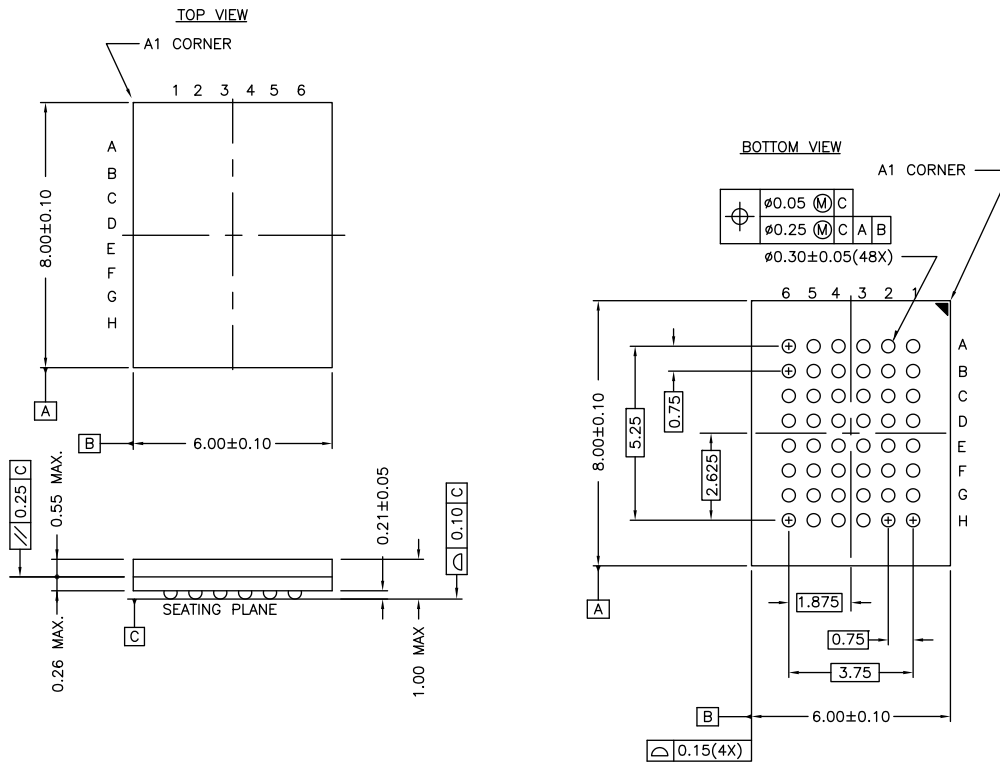 TOP VIEW
A1 CORNER
1 2 3 4 5 6
A
B
C
D
E
F
G
H
8.00±0.10
A
B
6.00±0.10
// 0.25 C
0.55 MAX.
0.26 MAX.
SEATING PLANE
C
0.21±0.05
0.10 C
1.00 MAX
BOTTOM VIEW
A1 CORNER
ø0.05 Ⓜ C
ø0.25 Ⓜ C A B
ø0.30±0.05(48X)
6 5 4 3 2 1
A
B
C
D
E
F
G
H
8.00±0.10
5.25
0.75
2.625
A
1.875
0.75
3.75
B
6.00±0.10
0.15(4X)